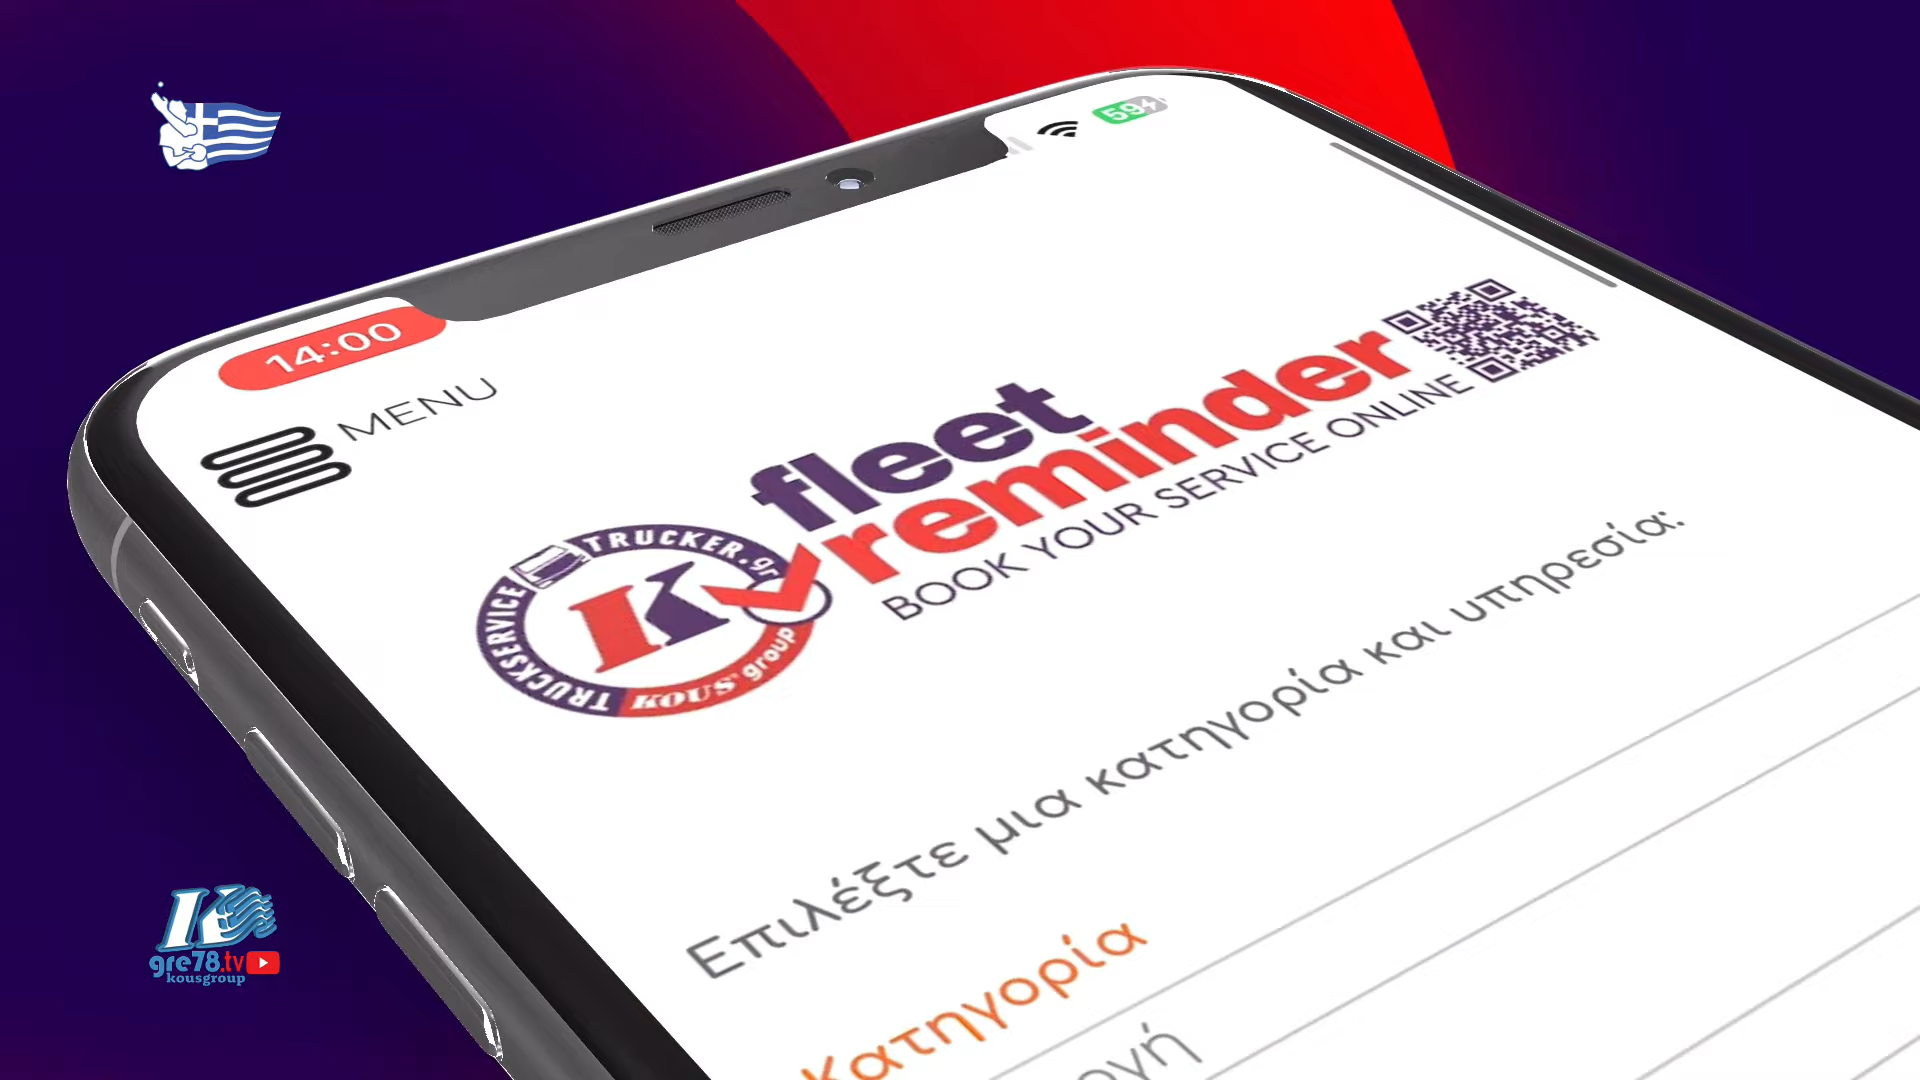 59
14:00
MENU
fleet
reminder
BOOK YOUR SERVICE ONLINE
TRUCKSERVICE TRUCKER.gr
K
KOUS group
Επιλέξτε μια κατηγορία και υπηρεσία:
Κατηγορία
K
gre78.tv
kousgroup